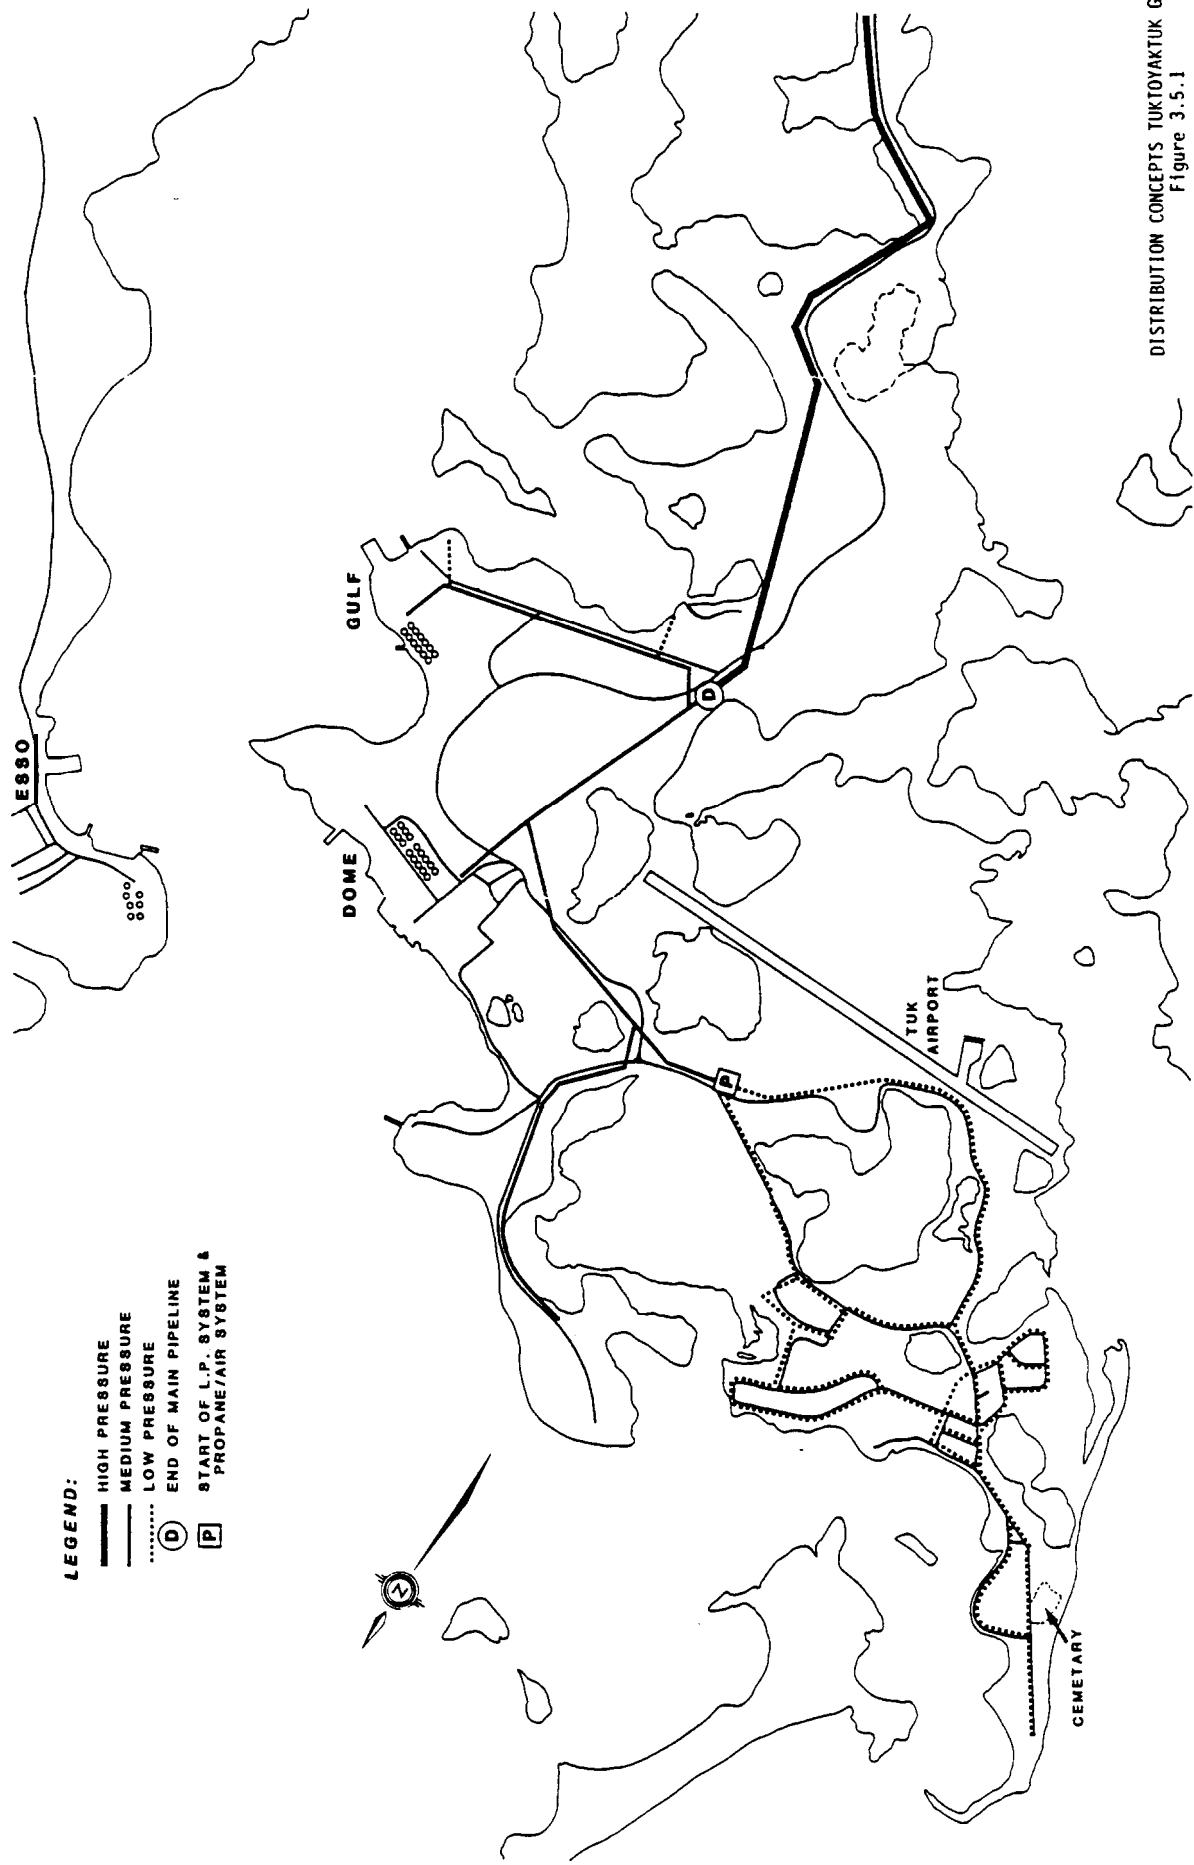 LEGEND:
HIGH PRESSURE
MEDIUM PRESSURE
LOW PRESSURE
D END OF MAIN PIPELINE
P START OF L.P. SYSTEM &
PROPANE/AIR SYSTEM
N
ESSO
DOME
GULF
D
P
TUK
AIRPORT
CEMETARY
DISTRIBUTION CONCEPTS TUKTOYAKTUK G
Figure 3.5.1